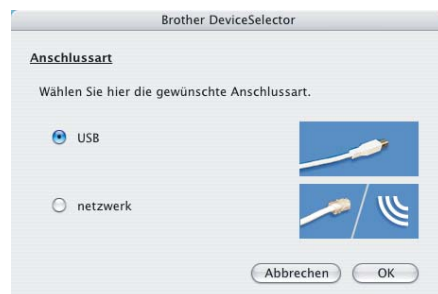 Brother DeviceSelector
Anschlussart
Wählen Sie hier die gewünschte Anschlussart.
USB
netzwerk
Abbrechen OK